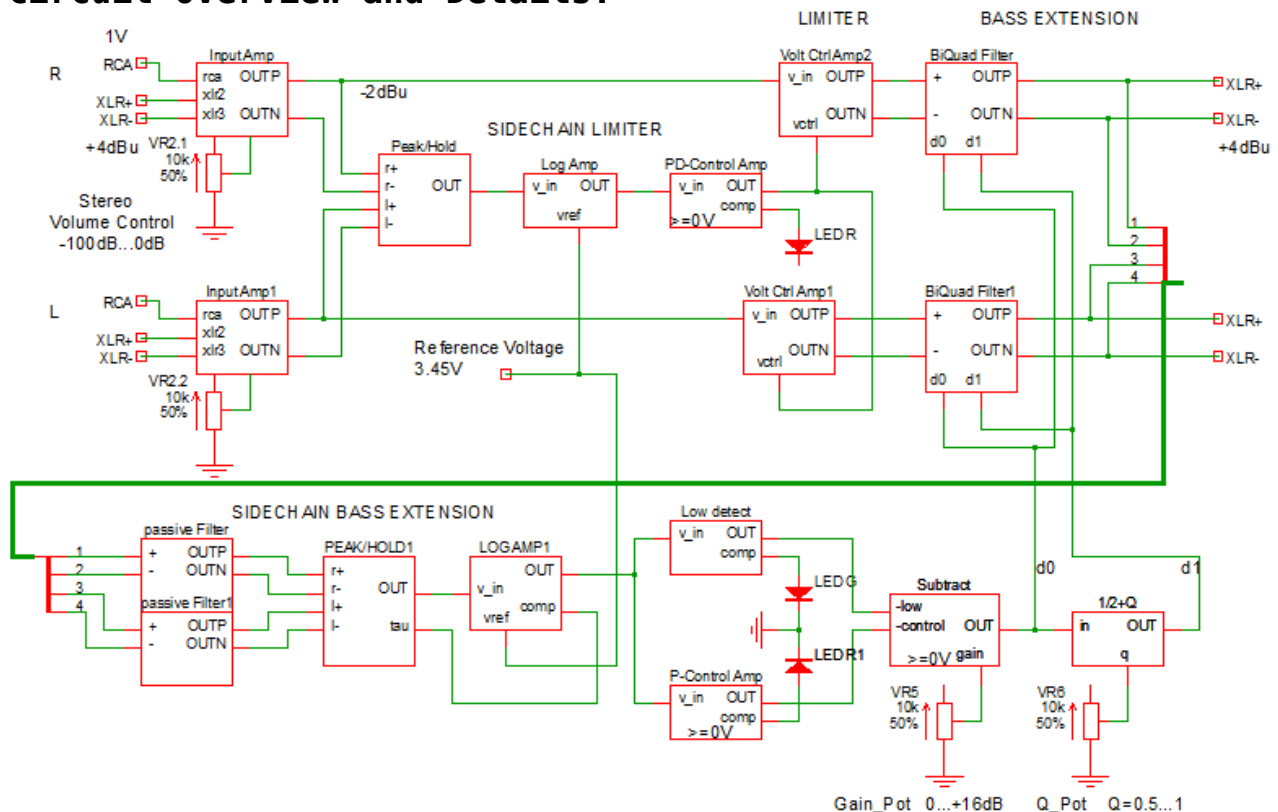 Circuit Overview and Details:
LIMITER
BASS EXTENSION
1V
R
RCA
XLR+
XLR-
+4dBu
InputAmp
rca
OUTP
xlr2
xlr3
OUTN
VR2.1
10k
50%
Stereo
Volume Control
-100dB...0dB
-2dBu
SIDECHAIN LIMITER
Peak/Hold
r+
r-
l+
l-
OUT
Log Amp
v_in
OUT
vref
PD-Control Amp
v_in
OUT
comp
>=0V
LEDR
Volt Ctrl Amp2
v_in
OUTP
OUTN
vctrl
BiQuad Filter
+
OUTP
-
OUTN
d0
d1
XLR+
XLR-
+4dBu
1
2
3
4
L
RCA
XLR+
XLR-
InputAmp1
rca
OUTP
xlr2
xlr3
OUTN
VR2.2
10k
50%
Reference Voltage
3.45V
Volt Ctrl Amp1
v_in
OUTP
OUTN
vctrl
BiQuad Filter1
+
OUTP
-
OUTN
d0
d1
XLR+
XLR-
SIDECHAIN BASS EXTENSION
1
2
3
4
passive Filter
+
OUTP
-
OUTN
passive Filter1
+
OUTP
-
OUTN
PEAK/HOLD1
r+
r-
l+
l-
OUT
tau
LOGAMP1
OUT
v_in
comp
vref
Low detect
v_in
OUT
comp
LEDG
LEDR1
P-Control Amp
v_in
OUT
comp
>=0V
Subtract
-low
-control
OUT
>=0V
gain
d0
d1
1/2+Q
in
OUT
q
VR5
10k
50%
VR6
10k
50%
Gain_Pot 0...+16dB
Q_Pot Q=0.5...1